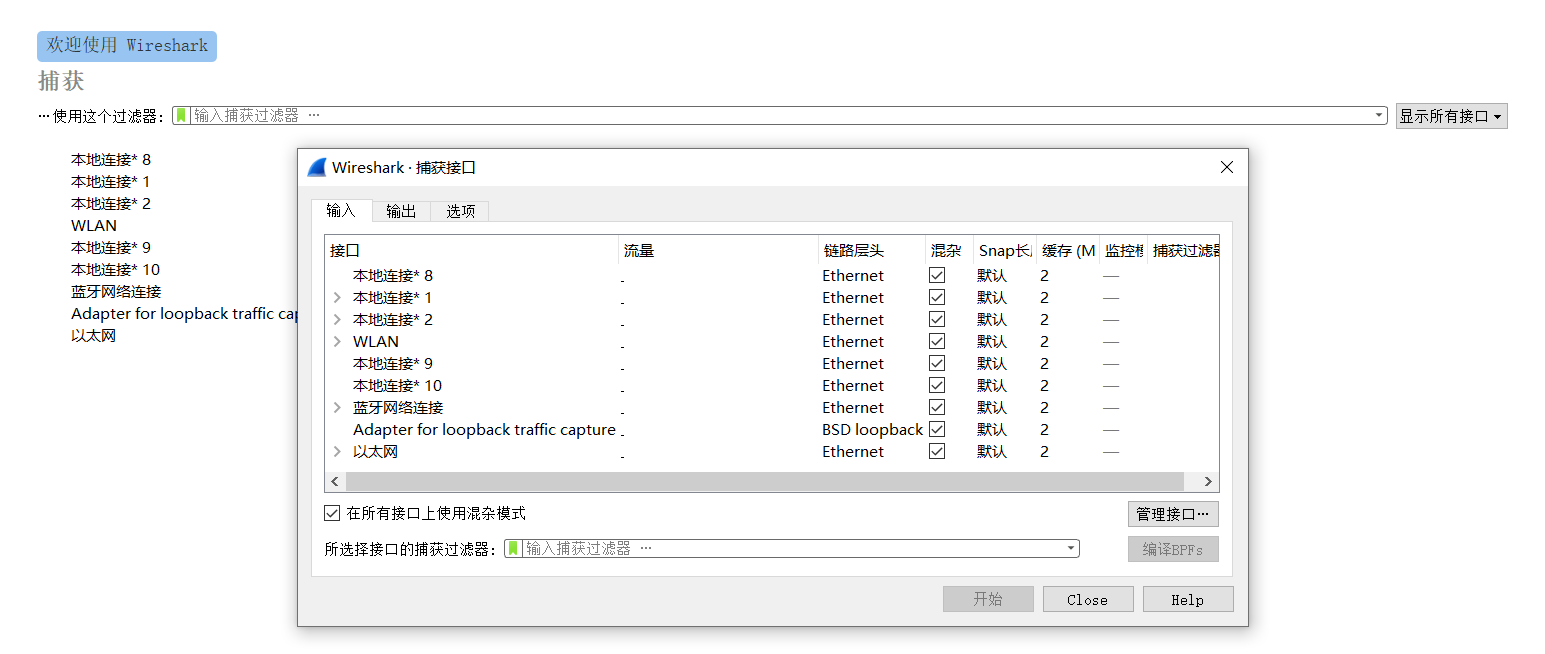 欢迎使用 Wireshark
捕获
…使用这个过滤器: 输入捕获过滤器 … 显示所有接口
本地连接* 8
本地连接* 1
本地连接* 2
WLAN
本地连接* 9
本地连接* 10
蓝牙网络连接
Adapter for loopback traffic cap
以太网
Wireshark · 捕获接口
输入 输出 选项
接口 流量 链路层头 混杂 Snap长 缓存 (M 监控模 捕获过滤器
本地连接* 8 Ethernet 默认 2 —
本地连接* 1 Ethernet 默认 2 —
本地连接* 2 Ethernet 默认 2 —
WLAN Ethernet 默认 2 —
本地连接* 9 Ethernet 默认 2 —
本地连接* 10 Ethernet 默认 2 —
蓝牙网络连接 Ethernet 默认 2 —
Adapter for loopback traffic capture BSD loopback 默认 2 —
以太网 Ethernet 默认 2 —
在所有接口上使用混杂模式
管理接口…
所选择接口的捕获过滤器: 输入捕获过滤器 … 编译BPFs
开始 Close Help